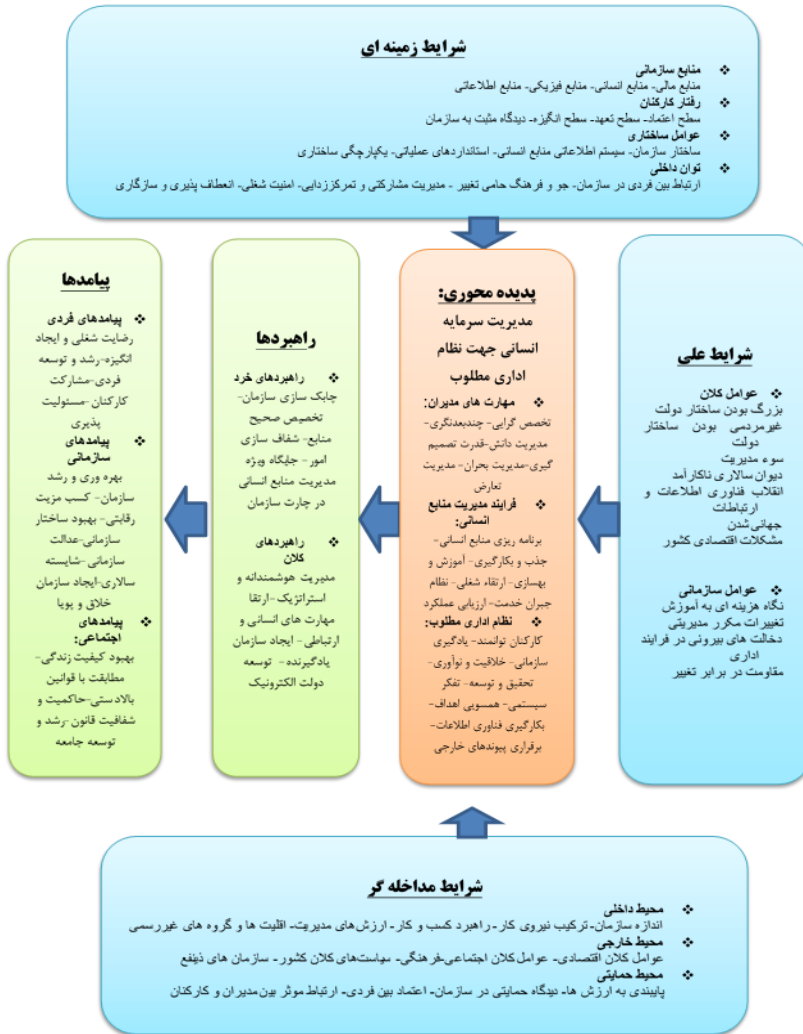 شرایط زمینه ای
❖ منابع سازمانی
منابع مالی- منابع انسانی- منابع فیزیکی- منابع اطلاعاتی
❖ رفتار کارکنان
سطح اعتماد- سطح تعهد- سطح انگیزه- دیدگاه مثبت به سازمان
❖ عوامل ساختاری
ساختار سازمان- سیستم اطلاعاتی منابع انسانی- استانداردهای عملیاتی- یکپارچگی ساختاری
❖ توان داخلی
ارتباط بین فردی در سازمان- جو و فرهنگ حامی تغییر - مدیریت مشارکتی و تمرکززدایی- امنیت شغلی- انعطاف پذیری و سازگاری
شرایط علی
❖ عوامل کلان
بزرگ بودن ساختار دولت
غیرمردمی بودن ساختار
دولت
سوء مدیریت
دیوان سالاری ناکارآمد
انقلاب فناوری اطلاعات و
ارتباطات
جهانی شدن
مشکلات اقتصادی کشور
❖ عوامل سازمانی
نگاه هزینه ای به آموزش
تغییرات مکرر مدیریتی
دخالت های بیرونی در فرایند
اداری
مقاومت در برابر تغییر
پدیده محوری:
مدیریت سرمایه
انسانی جهت نظام
اداری مطلوب
❖ مهارت های مدیران:
تخصص گرایی- چندبعدنگری-
مدیریت دانش-قدرت تصمیم
گیری-مدیریت بحران- مدیریت
تعارض
❖ فرایند مدیریت منابع
انسانی:
برنامه ریزی منابع انسانی-
جذب و بکارگیری- آموزش و
بهسازی- ارتقاء شغلی- نظام
جبران خدمت- ارزیابی عملکرد
❖ نظام اداری مطلوب:
کارکنان توانمند- یادگیری
سازمانی- خلاقیت و نوآوری-
تحقیق و توسعه- تفکر
سیستمی- همسویی اهداف-
بکارگیری فناوری اطلاعات-
برقراری پیوندهای خارجی
راهبردها
❖ راهبردهای خرد
چابک سازی سازمان-
تخصیص صحیح
منابع- شفاف سازی
امور- جایگاه ویژه
مدیریت منابع انسانی
در چارت سازمان
❖ راهبردهای
کلان
مدیریت هوشمندانه و
استراتژیک- ارتقا
مهارت های انسانی و
ارتباطی- ایجاد سازمان
یادگیرنده- توسعه
دولت الکترونیک
پیامدها
❖ پیامدهای فردی
رضایت شغلی و ایجاد
انگیزه-رشد و توسعه
فردی-مشارکت
کارکنان-مسئولیت
پذیری
❖ پیامدهای
سازمانی
بهره وری و رشد
سازمان- کسب مزیت
رقابتی- بهبود ساختار
سازمانی-عدالت
سازمانی- شایسته
سالاری-ایجاد سازمان
خلاق و پویا
❖ پیامدهای
اجتماعی:
بهبود کیفیت زندگی-
مطابقت با قوانین
بالادستی-حاکمیت و
شفافیت قانون -رشد و
توسعه جامعه
شرایط مداخله گر
❖ محیط داخلی
اندازه سازمان- ترکیب نیروی کار- راهبرد کسب و کار- ارزش های مدیریت- اقلیت ها و گروه های غیررسمی
❖ محیط خارجی
عوامل کلان اقتصادی- عوامل کلان اجتماعی-فرهنگی- سیاست‌های کلان کشور- سازمان های ذینفع
❖ محیط حمایتی
پایبندی به ارزش ها- دیدگاه حمایتی در سازمان- اعتماد بین فردی- ارتباط موثر بین مدیران و کارکنان